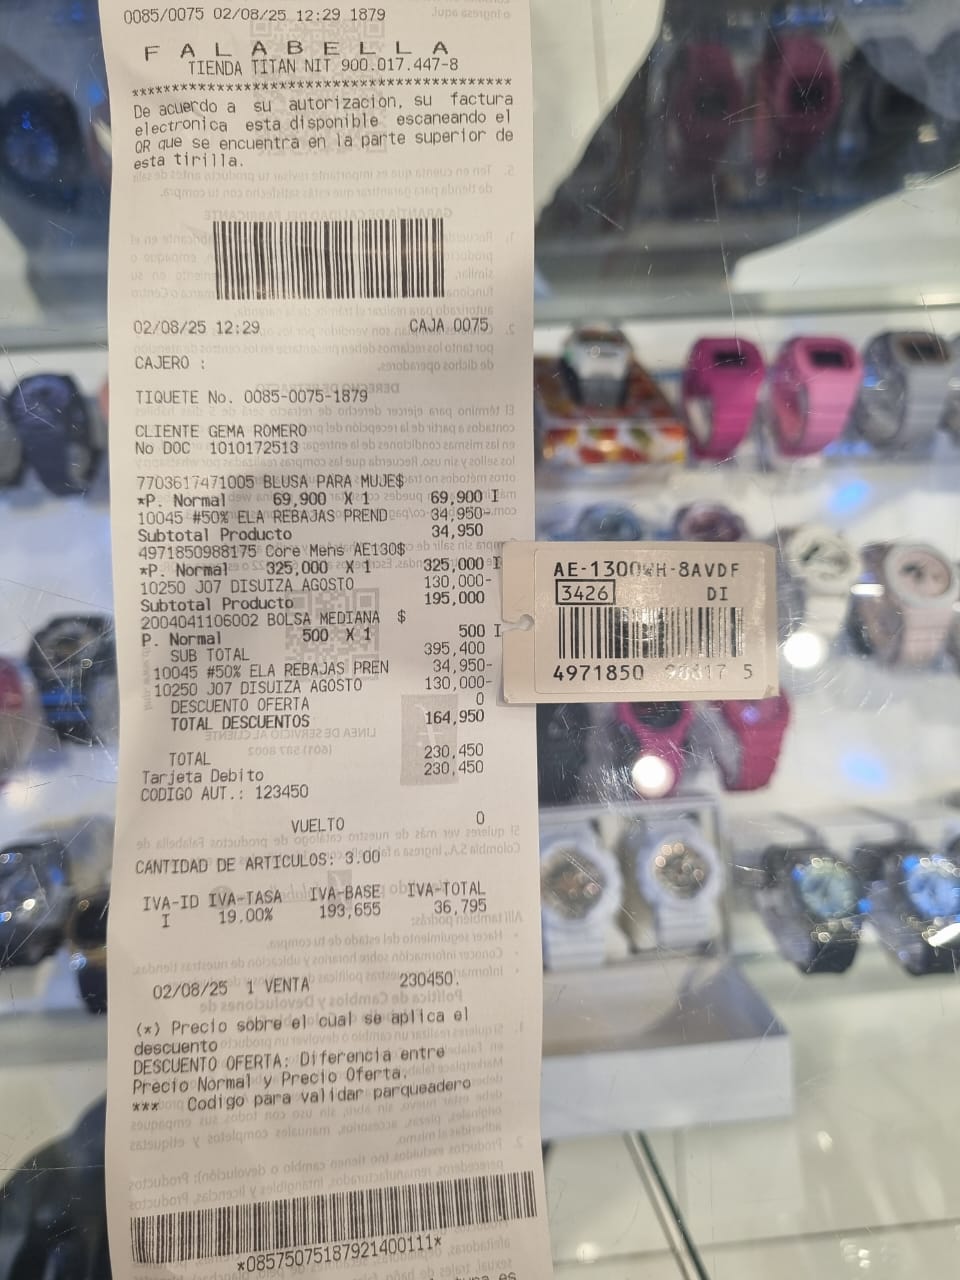 0085/0075 02/08/25 12:29 1879
F A L A B E L L A
TIENDA TITAN NIT 900.017.447-8
************************************************
De acuerdo a su autorizacion, su factura
electronica esta disponible escaneando el
QR que se encuentra en la parte superior de
esta tirilla.
02/08/25 12:29 CAJA 0075
CAJERO :
TIQUETE No. 0085-0075-1879
CLIENTE GEMA ROMERO
No DOC 1010172513
7703617471005 BLUSA PARA MUJE$
*P. Normal 69,900 X 1 69,900 I
10045 #50% ELA REBAJAS PREND 34,950-
Subtotal Producto 34,950
4971850988175 Core Mens AE130$
*P. Normal 325,000 X 1 325,000 I
10250 J07 DISUIZA AGOSTO 130,000-
Subtotal Producto 195,000
2004041106002 BOLSA MEDIANA $
P. Normal 500 X 1 500 I
SUB TOTAL 395,400
10045 #50% ELA REBAJAS PREN 34,950-
10250 J07 DISUIZA AGOSTO 130,000-
DESCUENTO OFERTA 0
TOTAL DESCUENTOS 164,950
TOTAL 230,450
Tarjeta Debito 230,450
CODIGO AUT.: 123450
VUELTO 0
CANTIDAD DE ARTICULOS: 3.00
IVA-ID IVA-TASA IVA-BASE IVA-TOTAL
I 19.00% 193,655 36,795
02/08/25 1 VENTA 230450.
(*) Precio sobre el cual se aplica el
descuento
DESCUENTO OFERTA: Diferencia entre
Precio Normal y Precio Oferta.
*** Codigo para validar parqueadero
*08575075187921400111*
AE-1300WH-8AVDF
3426 DI
4971850 98817 5